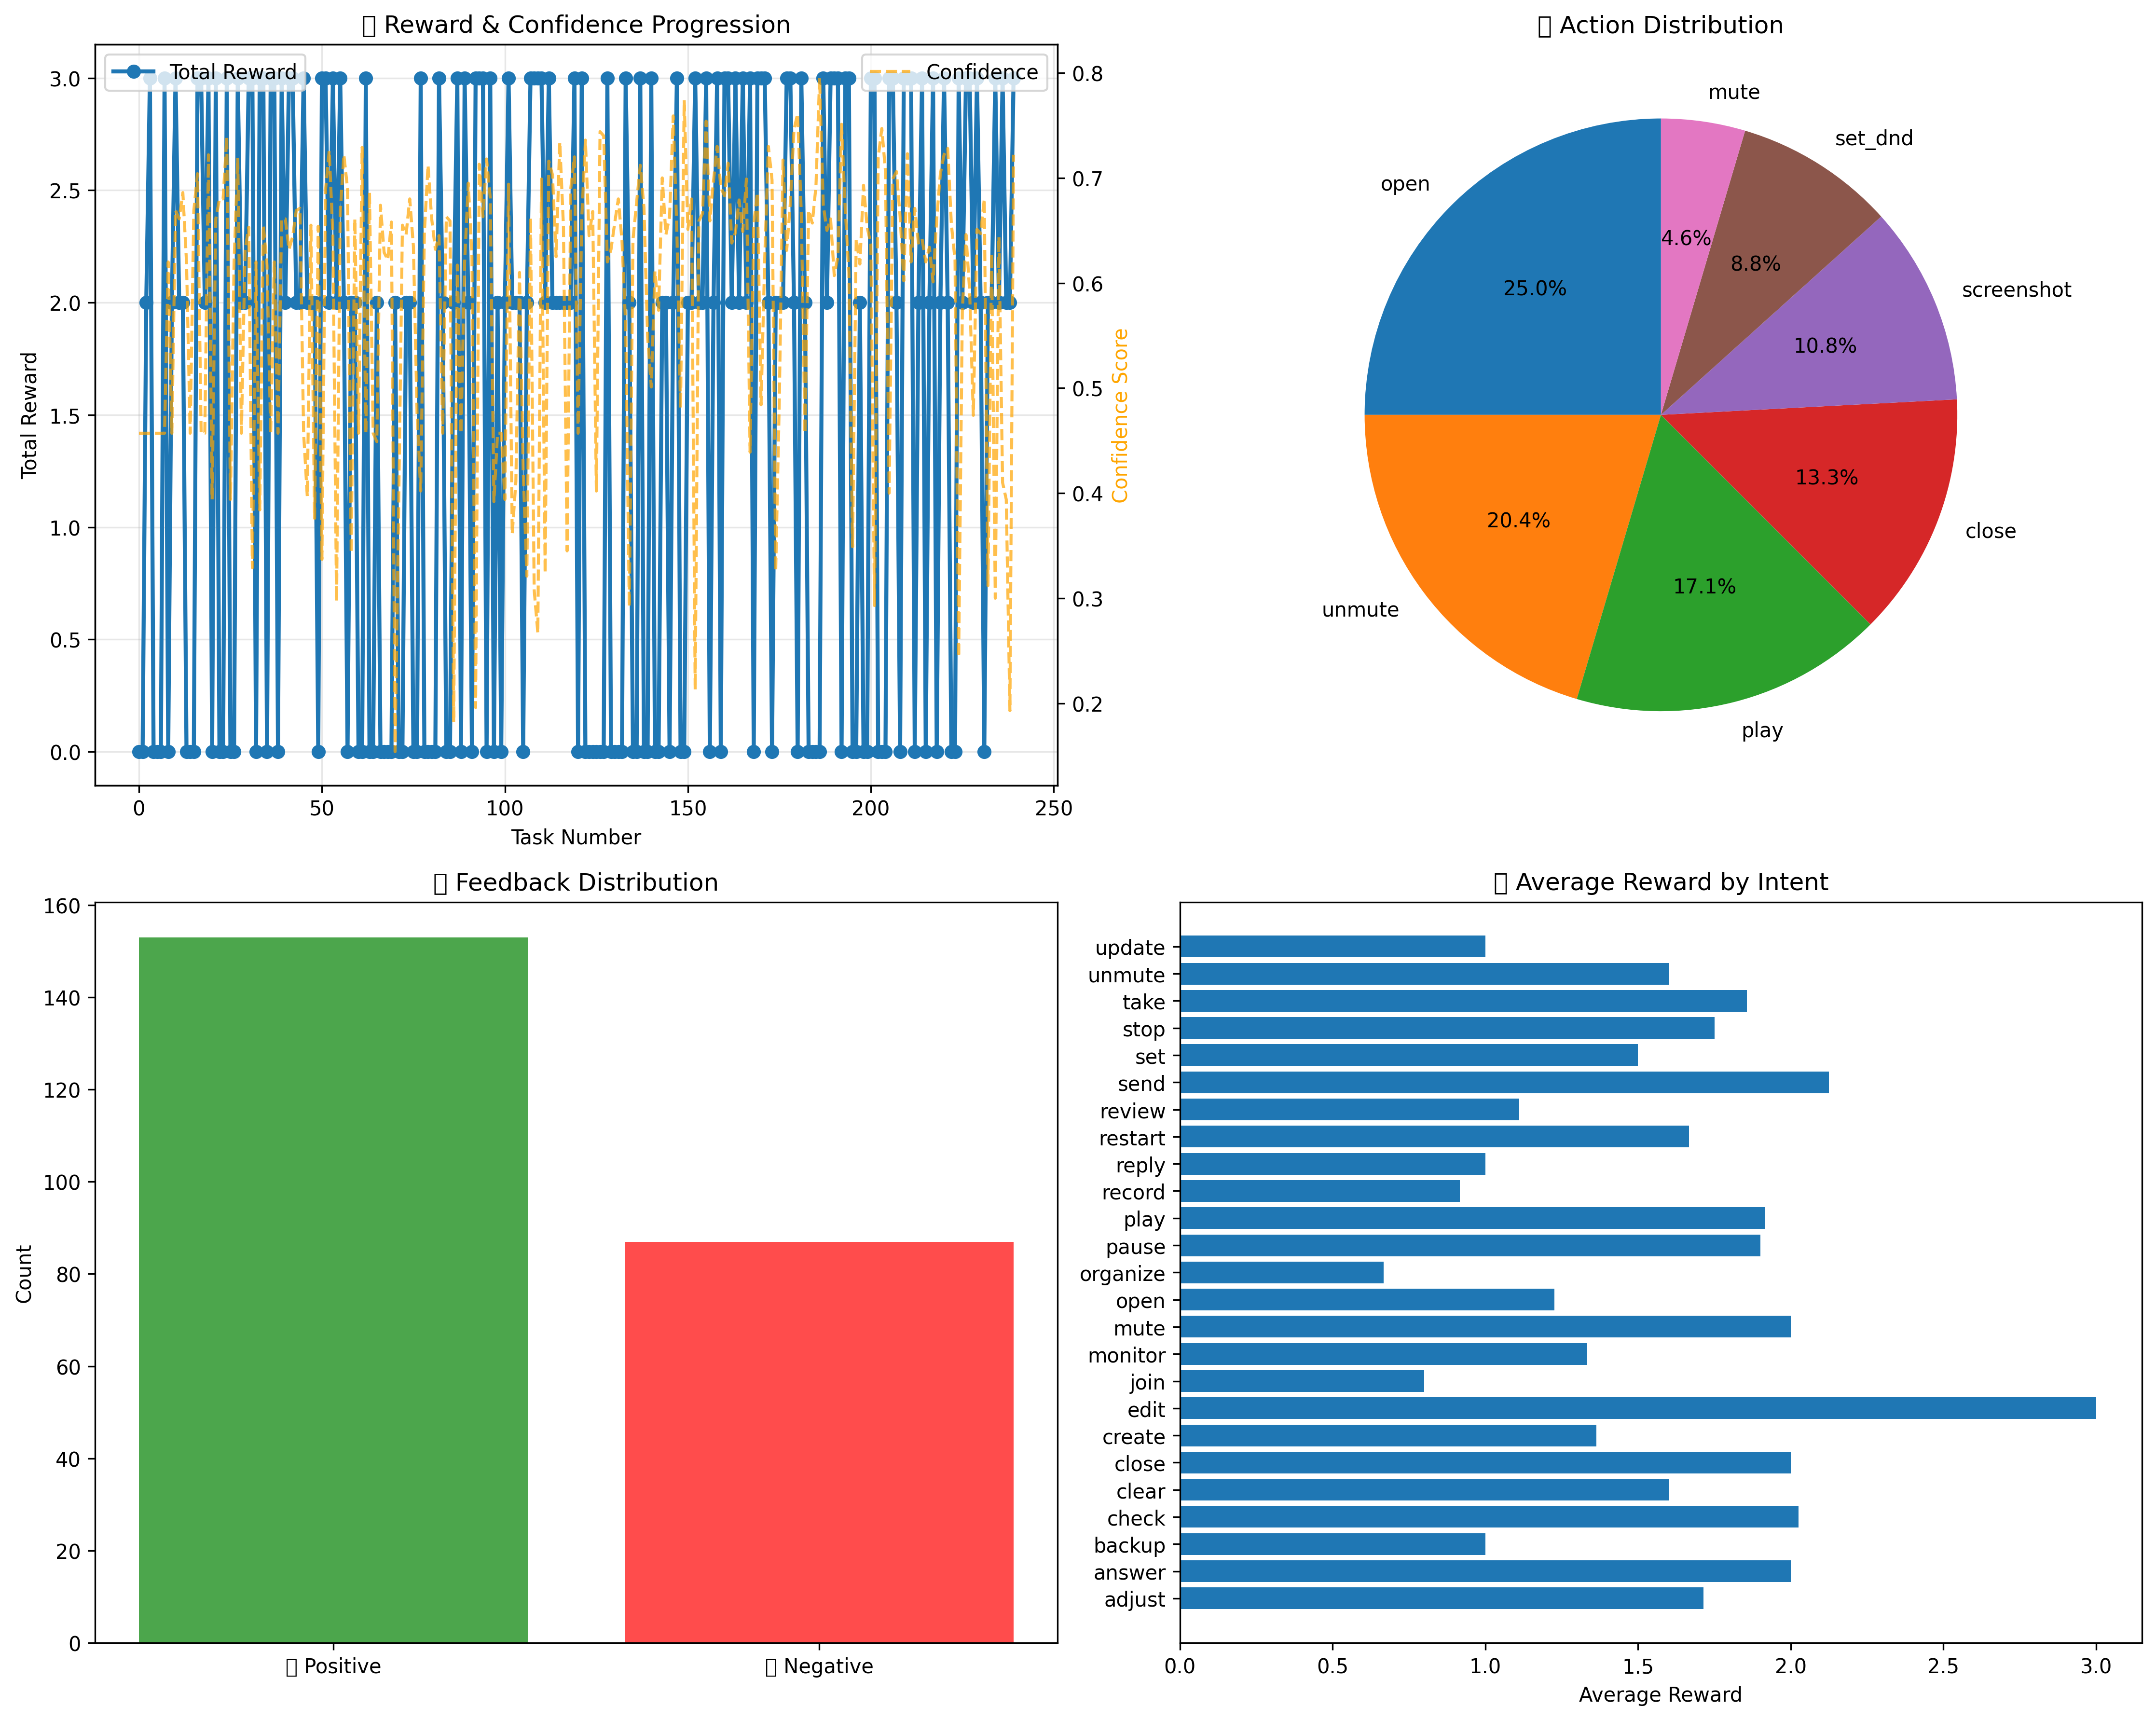 ▯ Reward & Confidence Progression
Total Reward
Confidence
3.0
2.5
2.0
1.5
1.0
0.5
0.0
Total Reward
0.8
0.7
0.6
0.5
0.4
0.3
0.2
Confidence Score
0 50 100 150 200 250
Task Number
▯ Action Distribution
mute
set_dnd
open
screenshot
close
unmute
play
4.6%
8.8%
25.0%
10.8%
13.3%
20.4%
17.1%
▯ Feedback Distribution
160
140
120
100
80
60
40
20
0
Count
▯ Positive ▯ Negative
▯ Average Reward by Intent
update
unmute
take
stop
set
send
review
restart
reply
record
play
pause
organize
open
mute
monitor
join
edit
create
close
clear
check
backup
answer
adjust
0.0 0.5 1.0 1.5 2.0 2.5 3.0
Average Reward